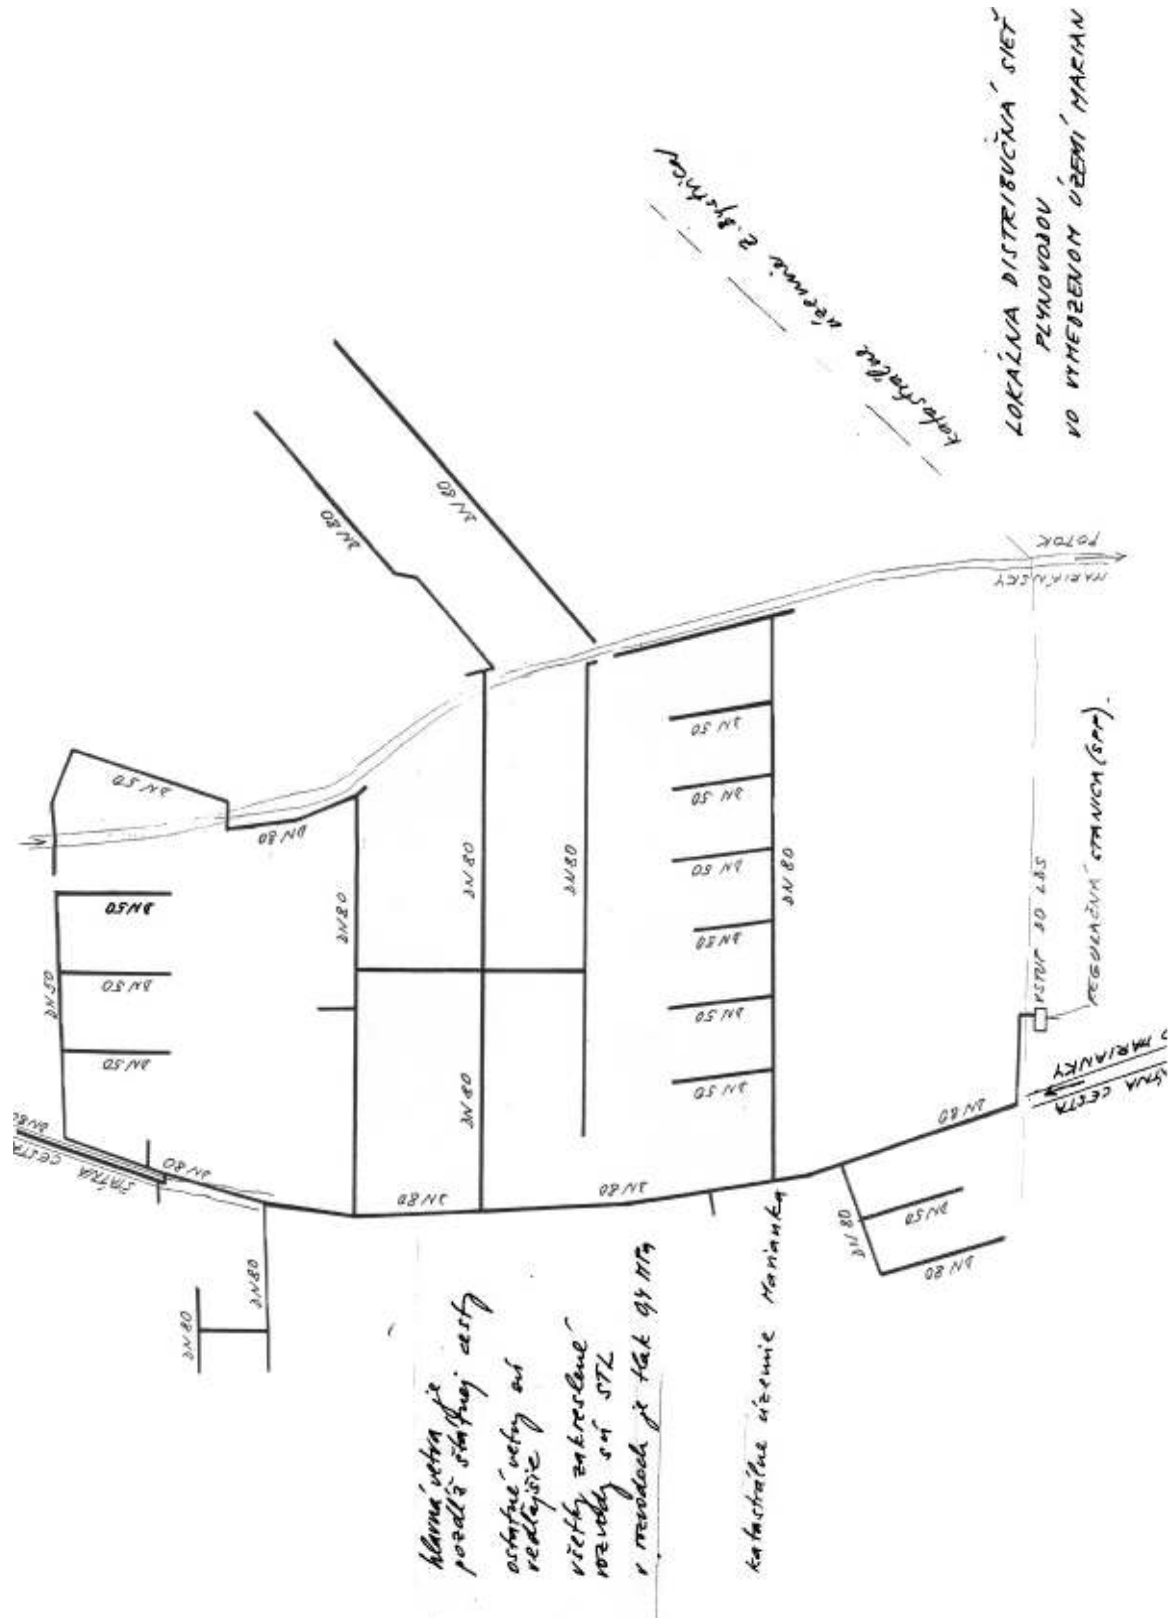 LOKÁLNA DISTRIBUČNÁ SIEŤ
PLYNOVODOV
VO VYMEDZENOM ÚZEMÍ MARIAN
katastrálne územie Z. Bystrica
MARIÁNSKY
POTOK
REGULAČNÁ STANICA (SPP).
VSTUP DO LDS
MARIANKY
CESTA
DN 80
DN 80
DN 50
DN 80
DN 50
DN 50
DN 50
DN 50
DN 80
ŠTÁTNA
CESTA
DN 80
DN 80
DN 80
DN 80
DN 80
DN 80
DN 80
DN 50
DN 50
DN 50
DN 50
DN 50
DN 50
DN 80
DN 80
DN 80
DN 80
DN 80
DN 80
DN 80
DN 50
DN 80
hlavná vetva je
pozdĺž štátnej cesty
ostatné vetvy sú
vedľajšie
všetky zakreslené
rozvody sú STL
v rozvodoch je tlak 0,4 MPa
katastrálne územie Marianka